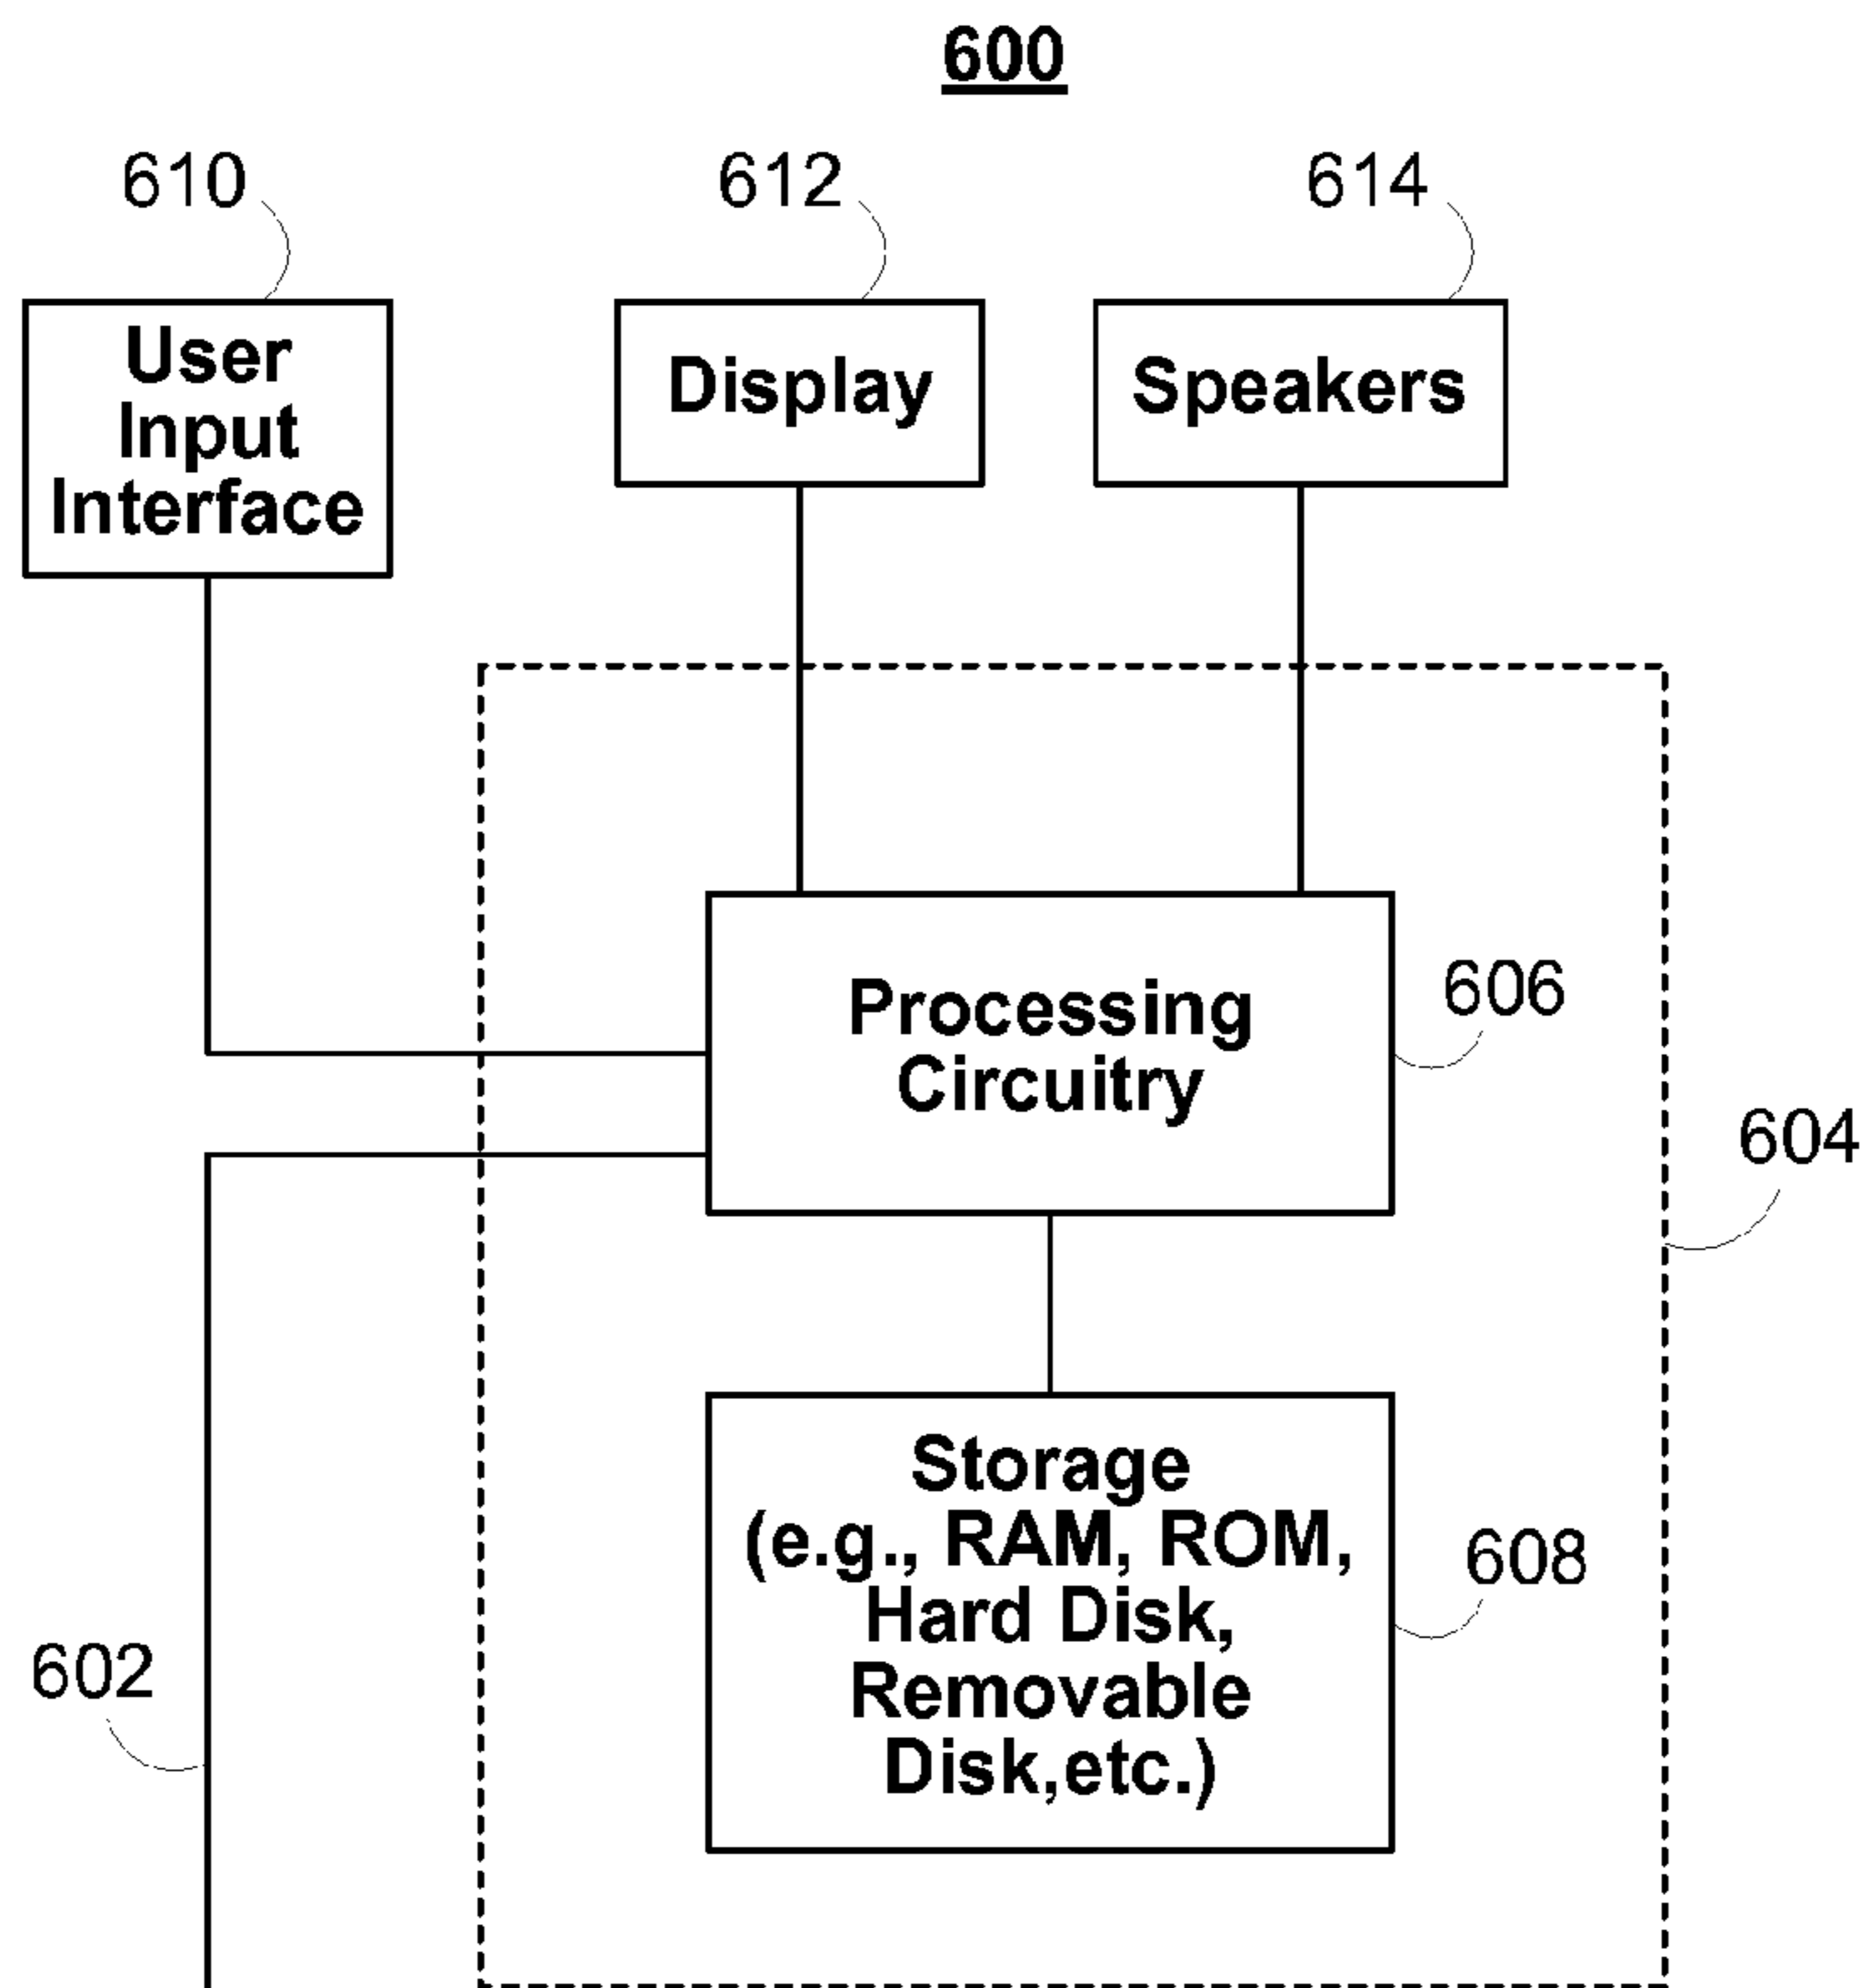 600
610
612
614
User
Input
Interface
Display
Speakers
Processing
Circuitry
606
604
Storage
(e.g., RAM, ROM,
Hard Disk,
Removable
Disk,etc.)
608
602